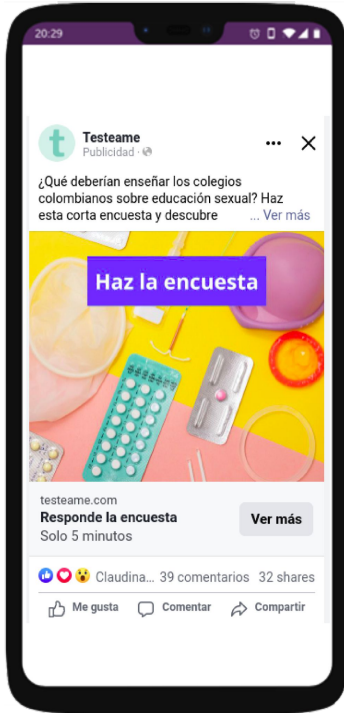 20:29
Testeame
Publicidad ·
¿Qué deberían enseñar los colegios
colombianos sobre educación sexual? Haz
esta corta encuesta y descubre ... Ver más
Haz la encuesta
testeame.com
Responde la encuesta
Solo 5 minutos
Ver más
Claudina... 39 comentarios 32 shares
Me gusta Comentar Compartir